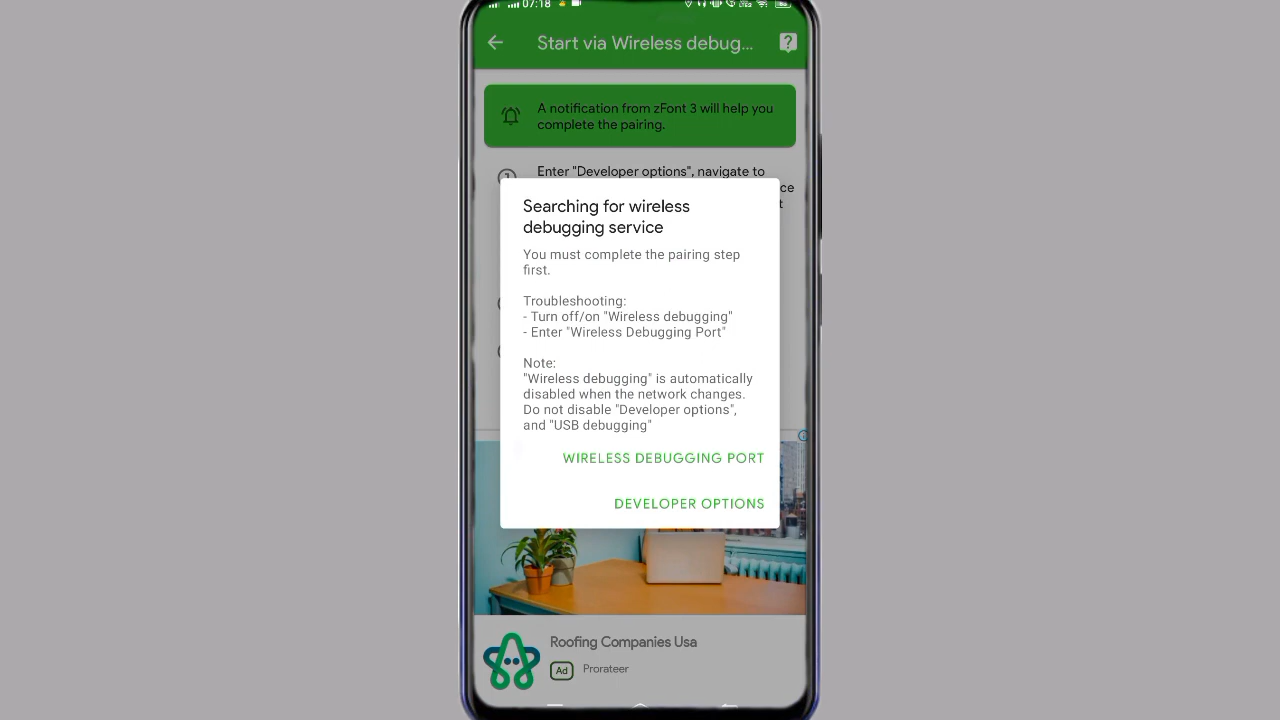 07:18
Start via Wireless debug...
A notification from zFont 3 will help you
complete the pairing.
Enter "Developer options", navigate to
Searching for wireless
debugging service
You must complete the pairing step
first.
Troubleshooting:
- Turn off/on "Wireless debugging"
- Enter "Wireless Debugging Port"
Note:
"Wireless debugging" is automatically
disabled when the network changes.
Do not disable "Developer options",
and "USB debugging"
WIRELESS DEBUGGING PORT
DEVELOPER OPTIONS
Roofing Companies Usa
Ad Prorateer